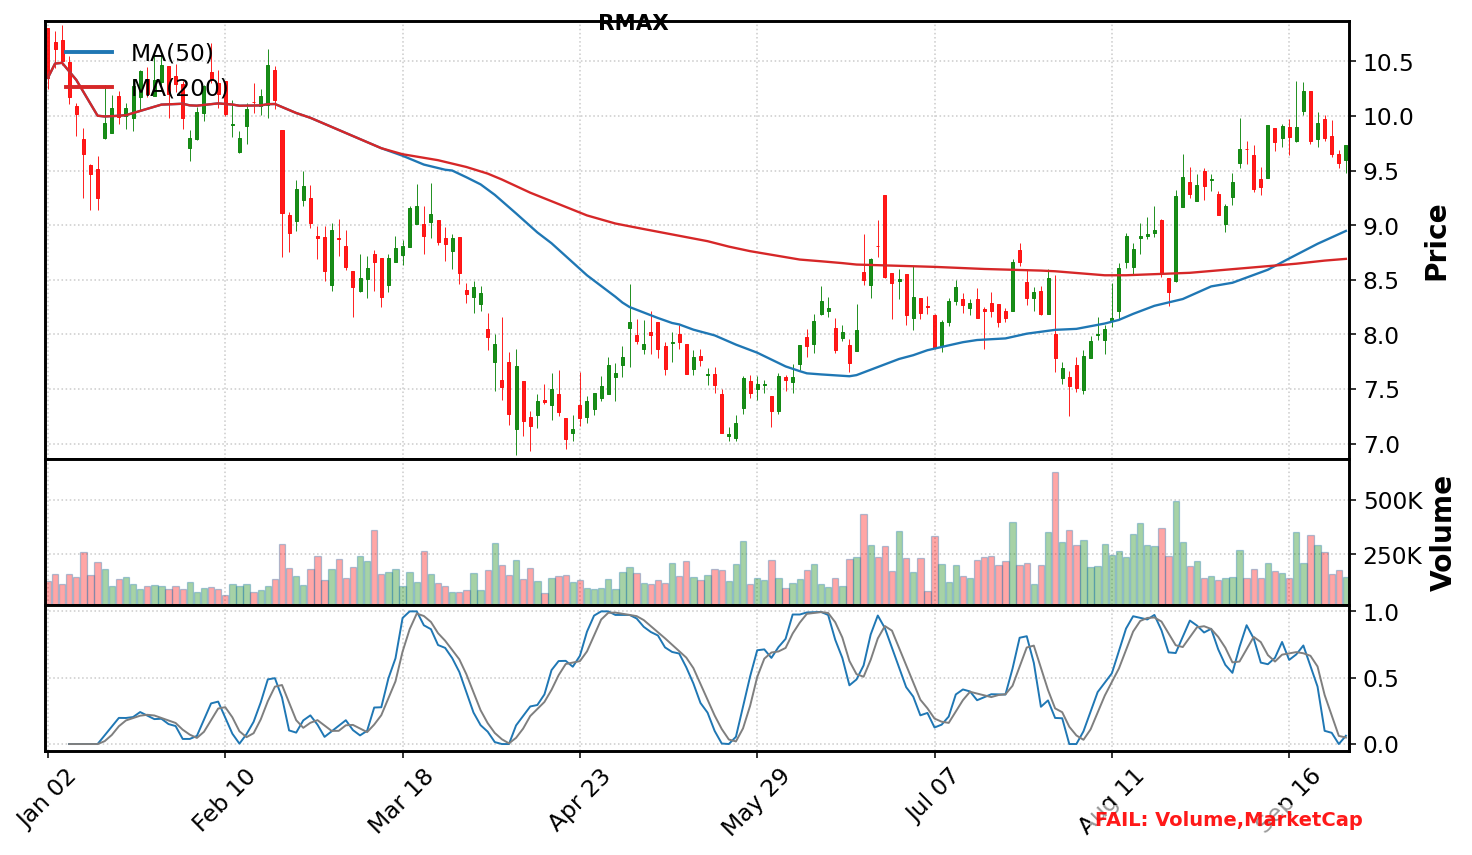 RMAX
MA(50)
MA(200)
10.5
10.0
9.5
9.0
8.5
8.0
7.5
7.0
Price
500K
250K
Volume
1.0
0.5
0.0
Jan 02
Feb 10
Mar 18
Apr 23
May 29
Jul 07
Aug 11
Sep 16
FAIL: Volume,MarketCap